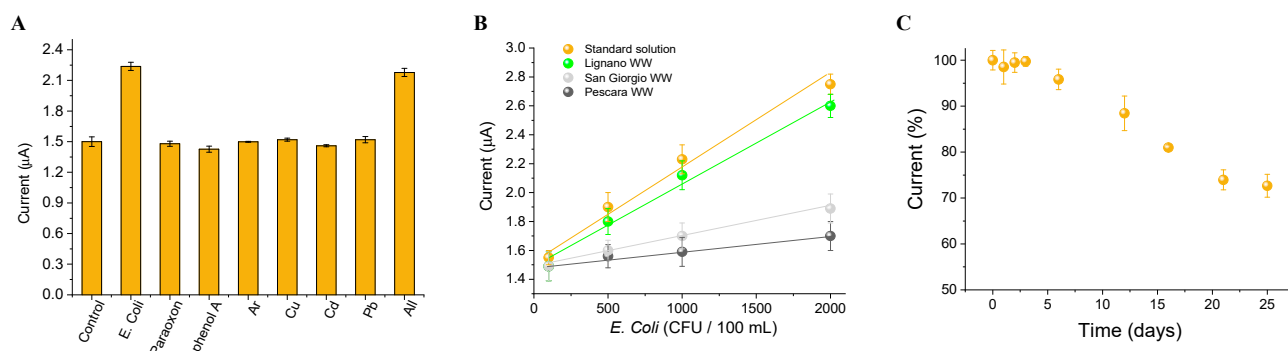 A
2.4
2.1
1.8
1.5
1.2
0.9
0.6
0.3
0.0
Current (µA)
Control
E. Coli
Paraoxon
phenol A
Ar
Cu
Cd
Pb
All
B
Standard solution
Lignano WW
San Giorgio WW
Pescara WW
3.0
2.8
2.6
2.4
2.2
2.0
1.8
1.6
1.4
Current (µA)
0 500 1000 1500 2000
E. Coli (CFU / 100 mL)
C
100
90
80
70
60
50
Current (%)
0 5 10 15 20 25
Time (days)